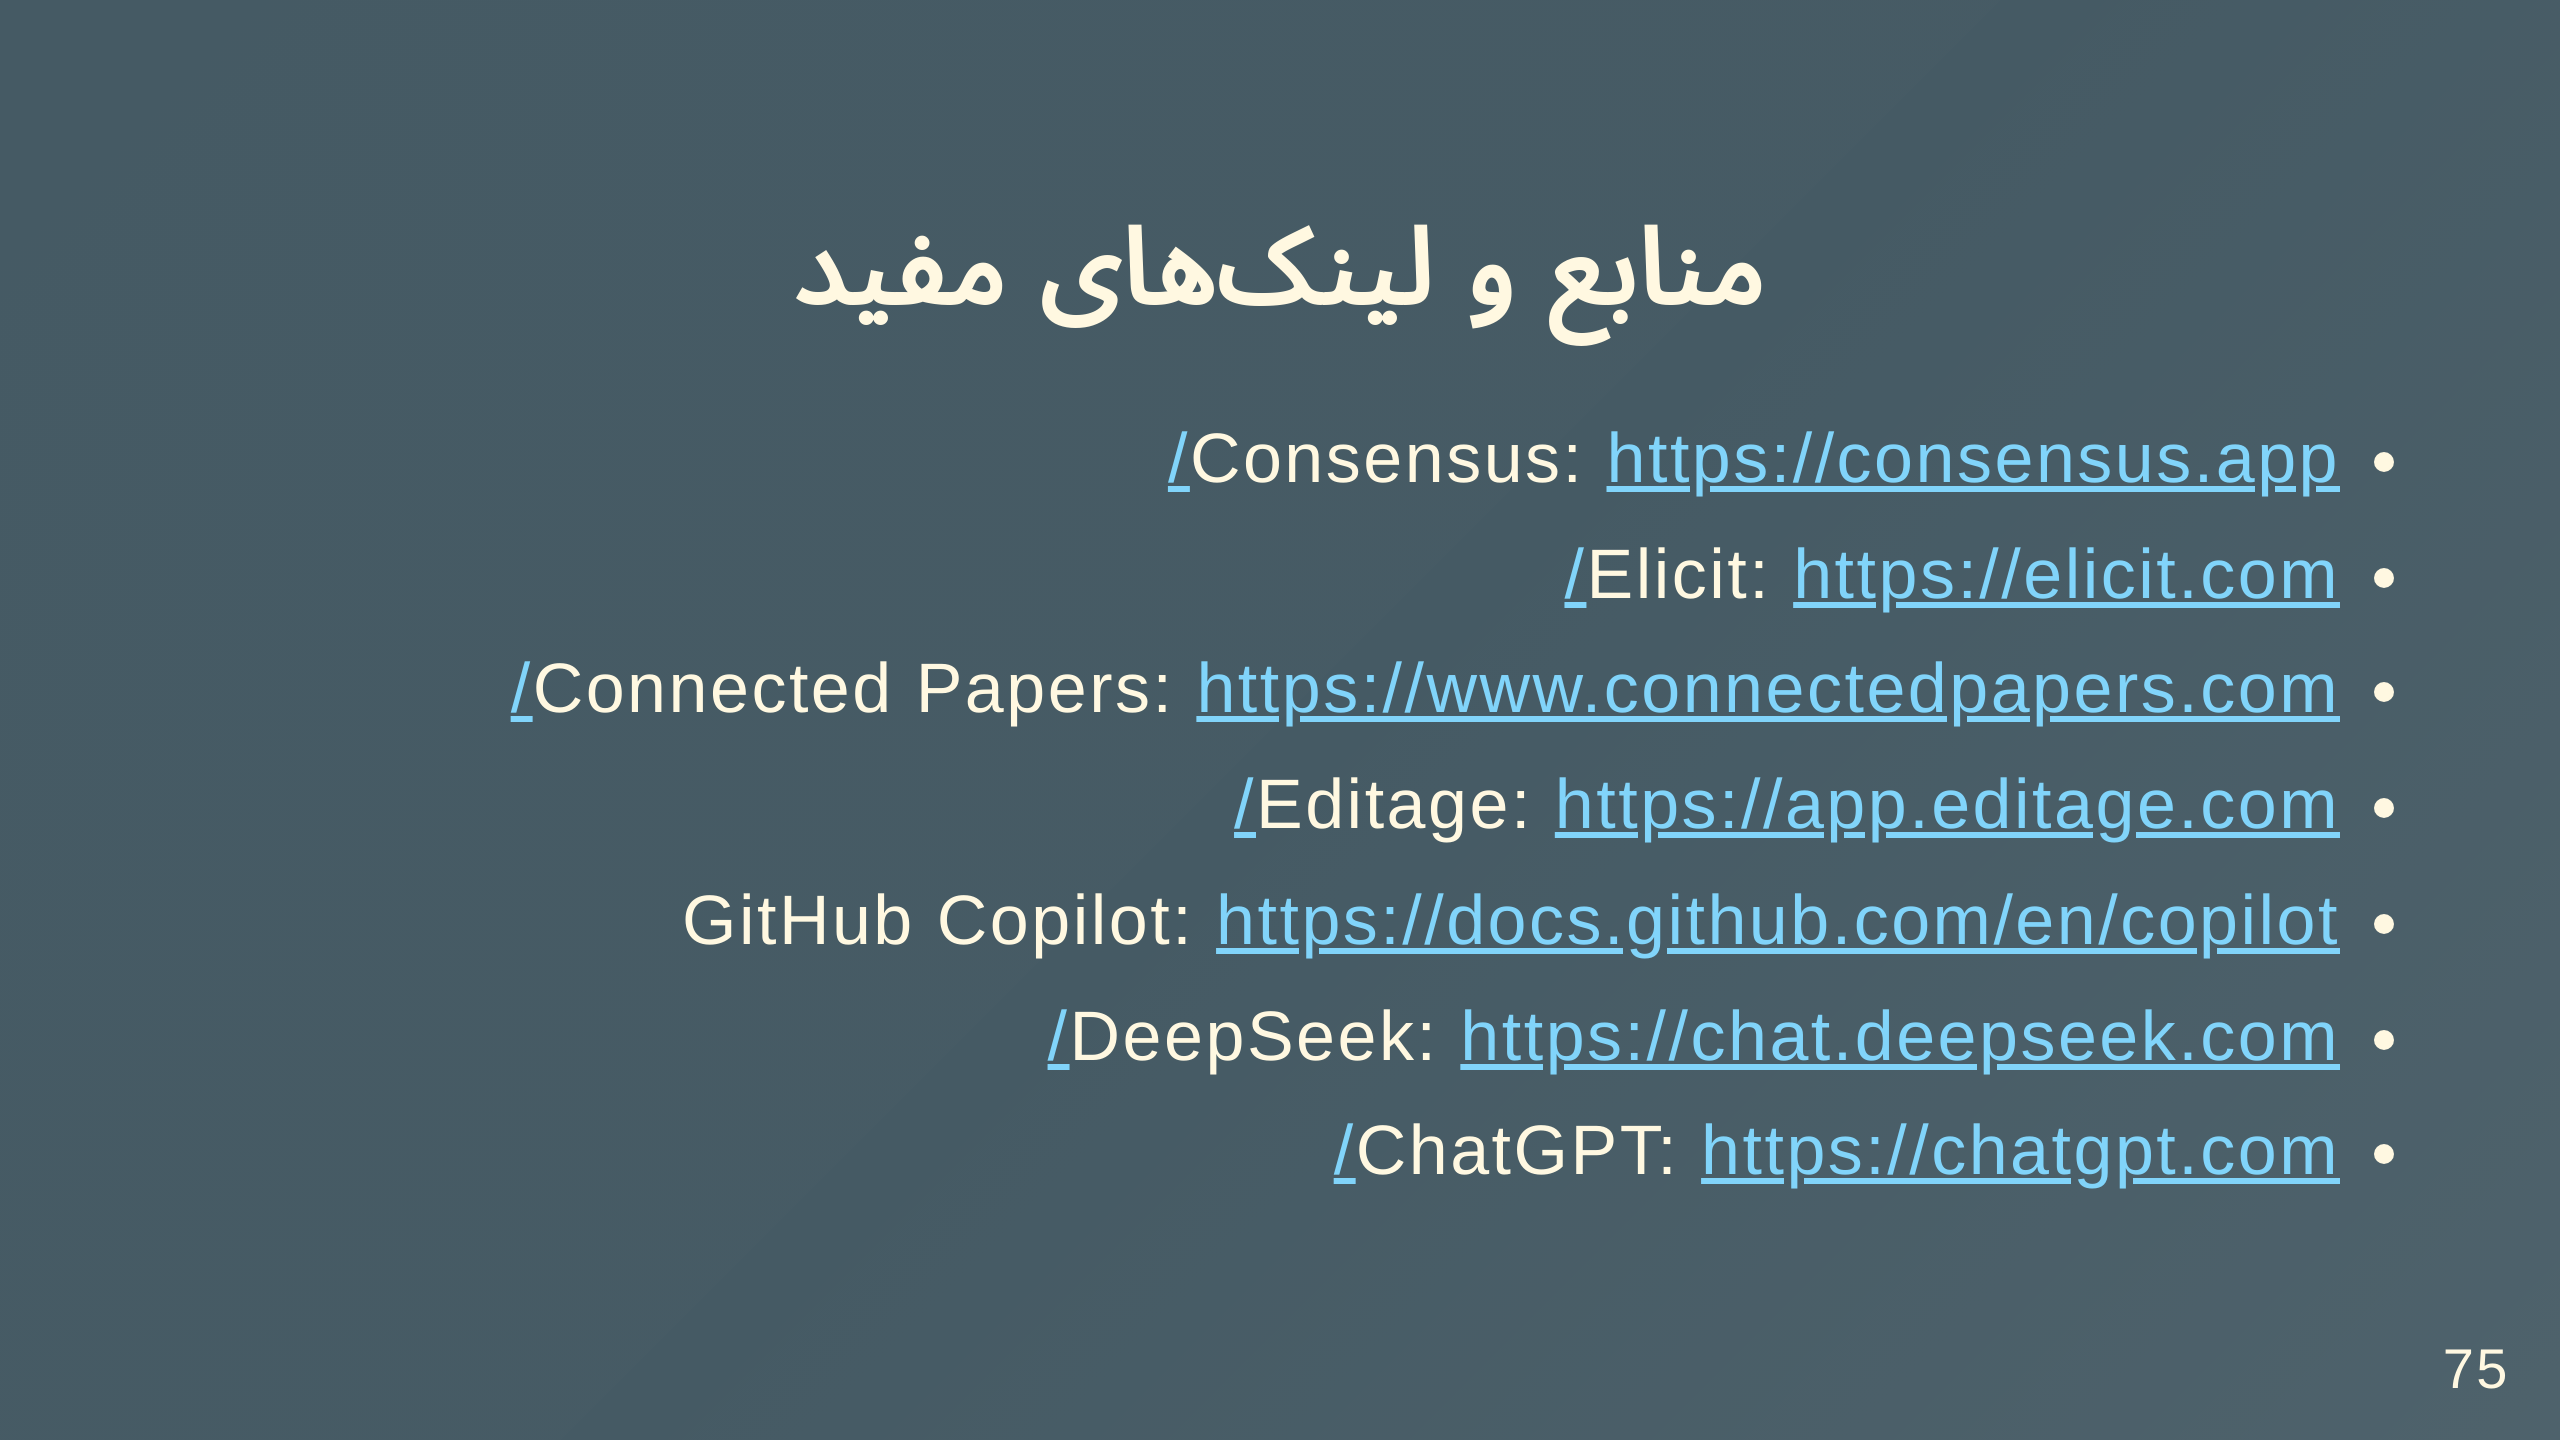 منابع و لینک‌های مفید
• Consensus: https://consensus.app/
• Elicit: https://elicit.com/
• Connected Papers: https://www.connectedpapers.com/
• Editage: https://app.editage.com/
• GitHub Copilot: https://docs.github.com/en/copilot
• DeepSeek: https://chat.deepseek.com/
• ChatGPT: https://chatgpt.com/
75